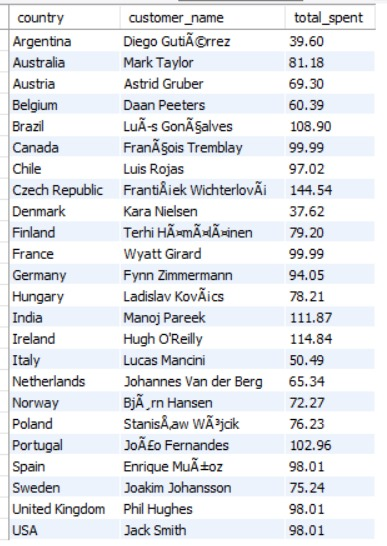 country customer_name total_spent
Argentina Diego GutiÃ©rrez 39.60
Australia Mark Taylor 81.18
Austria Astrid Gruber 69.30
Belgium Daan Peeters 60.39
Brazil LuÃ-s GonÃ§alves 108.90
Canada FranÃ§ois Tremblay 99.99
Chile Luis Rojas 97.02
Czech Republic FrantiÅ¡ek WichterlovÃ¡ 144.54
Denmark Kara Nielsen 37.62
Finland Terhi HÃ¤mÃ¤lÃ¤inen 79.20
France Wyatt Girard 99.99
Germany Fynn Zimmermann 94.05
Hungary Ladislav KovÃ¡cs 78.21
India Manoj Pareek 111.87
Ireland Hugh O'Reilly 114.84
Italy Lucas Mancini 50.49
Netherlands Johannes Van der Berg 65.34
Norway BjÃ¸rn Hansen 72.27
Poland StanisÅ‚aw WÃ³jcik 76.23
Portugal JoÃ£o Fernandes 102.96
Spain Enrique MuÃ±oz 98.01
Sweden Joakim Johansson 75.24
United Kingdom Phil Hughes 98.01
USA Jack Smith 98.01